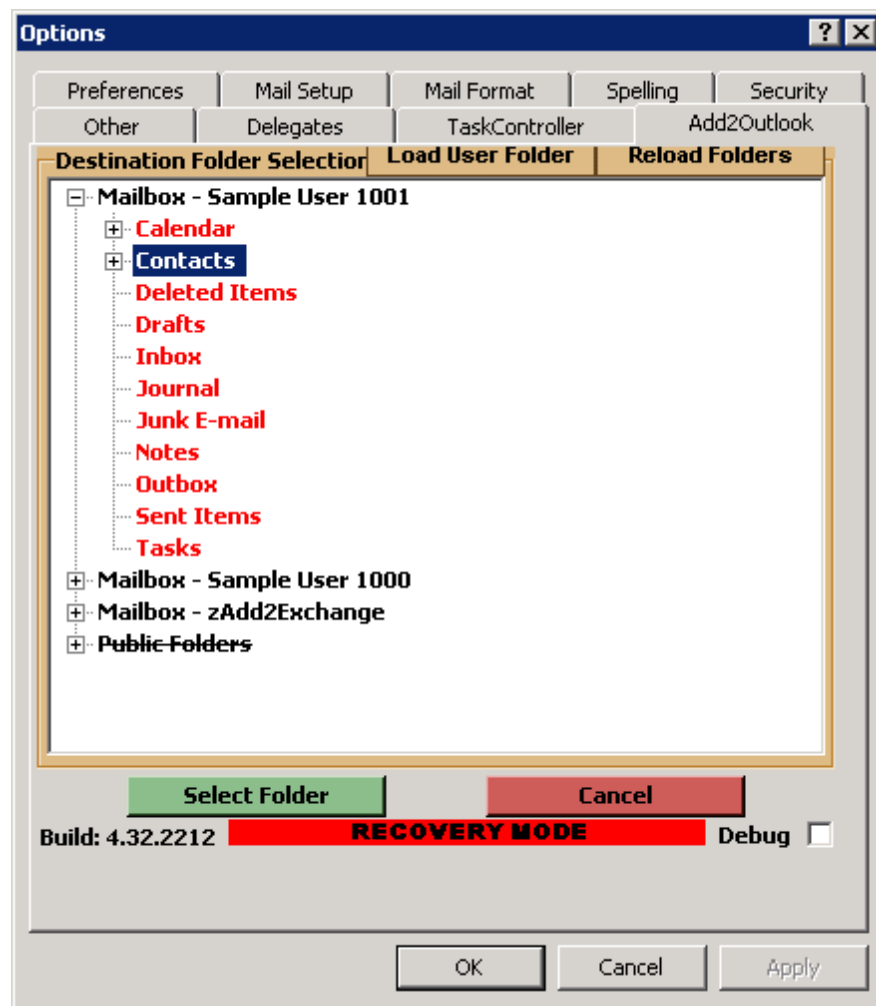 Options
Preferences Mail Setup Mail Format Spelling Security
Other Delegates TaskController Add2Outlook
Destination Folder Selection Load User Folder Reload Folders
Mailbox - Sample User 1001
Calendar
Contacts
Deleted Items
Drafts
Inbox
Journal
Junk E-mail
Notes
Outbox
Sent Items
Tasks
Mailbox - Sample User 1000
Mailbox - zAdd2Exchange
Public Folders
Select Folder Cancel
Build: 4.32.2212 RECOVERY MODE Debug
OK Cancel Apply